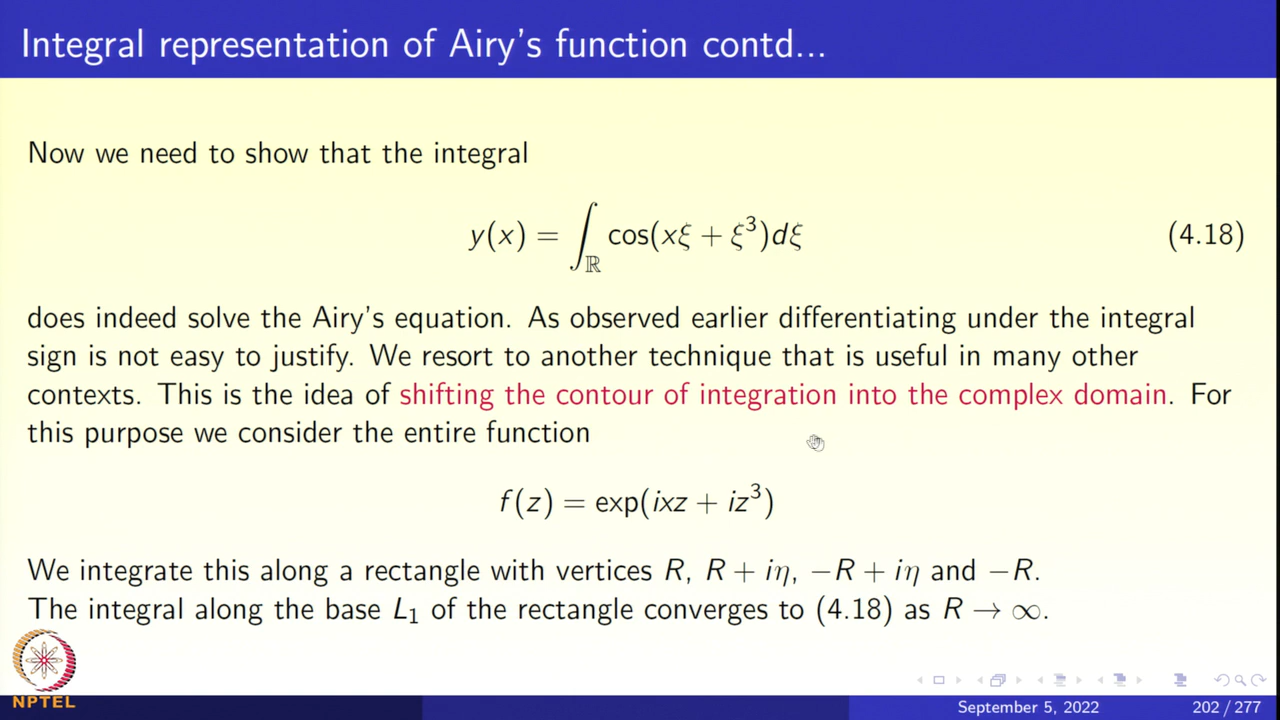 Integral representation of Airy's function contd...
Now we need to show that the integral
y(x) = ∫_ℝ cos(xξ + ξ³)dξ (4.18)
does indeed solve the Airy's equation. As observed earlier differentiating under the integral
sign is not easy to justify. We resort to another technique that is useful in many other
contexts. This is the idea of shifting the contour of integration into the complex domain. For
this purpose we consider the entire function
f(z) = exp(ixz + iz³)
We integrate this along a rectangle with vertices R, R + iη, −R + iη and −R.
The integral along the base L₁ of the rectangle converges to (4.18) as R → ∞.
NPTEL
September 5, 2022 202 / 277